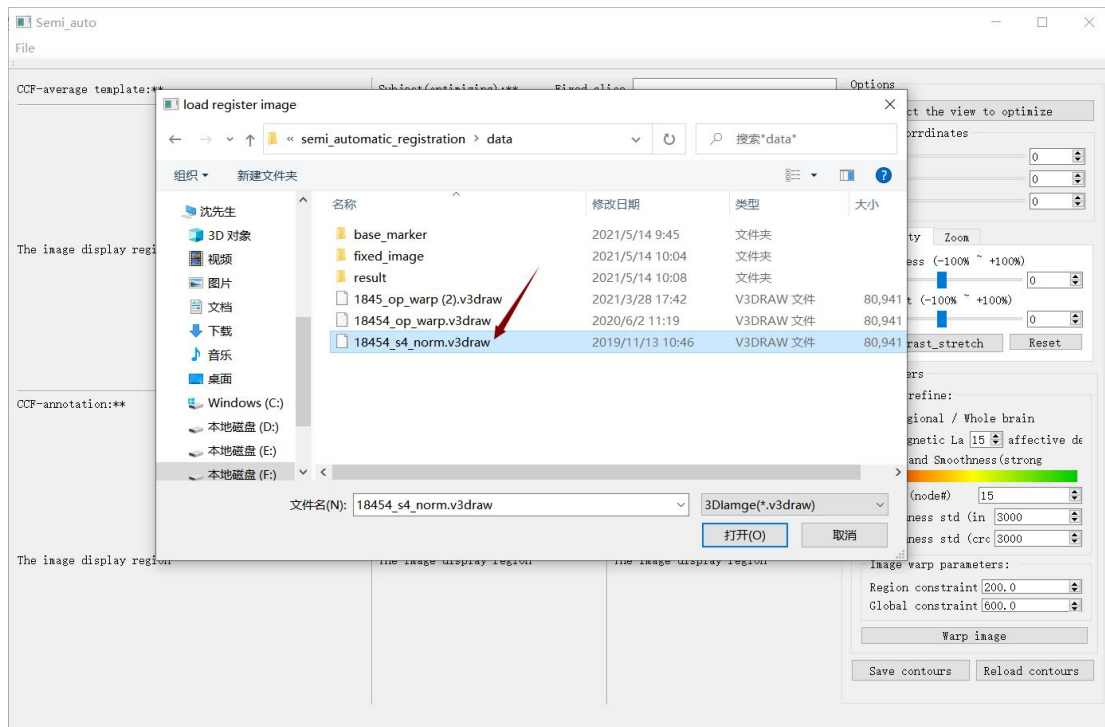 Semi_auto
File
CCF-average template:**
Subject(optimizing):**
Fixed slice
Options
load register image
ct the view to optimize
« semi_automatic_registration > data
搜索"data"
orrdinates
0
组织
新建文件夹
0
名称
修改日期
类型
大小
0
沈先生
3D 对象
base_marker
2021/5/14 9:45
文件夹
ty
Zoom
The image display regi
视频
fixed_image
2021/5/14 10:04
文件夹
ess (-100% ~ +100%)
图片
result
2021/5/14 10:08
文件夹
0
文档
1845_op_warp (2).v3draw
2021/3/28 17:42
V3DRAW 文件
80,941
t (-100% ~ +100%)
下载
18454_op_warp.v3draw
2020/6/2 11:19
V3DRAW 文件
80,941
0
音乐
18454_s4_norm.v3draw
2019/11/13 10:46
V3DRAW 文件
80,941
rast_stretch
Reset
桌面
ers
CCF-annotation:**
Windows (C:)
refine:
本地磁盘 (D:)
gional / Whole brain
本地磁盘 (E:)
gnetic La 15 affective de
本地磁盘 (F:)
and Smoothness(strong
文件名(N):
18454_s4_norm.v3draw
3DIamge(*.v3draw)
(node#)
15
打开(O)
取消
ness std (in 3000
ness std (crc 3000
The image display region
The image display region
The image display region
Image warp parameters:
Region constraint 200.0
Global constraint 600.0
Warp image
Save contours
Reload contours